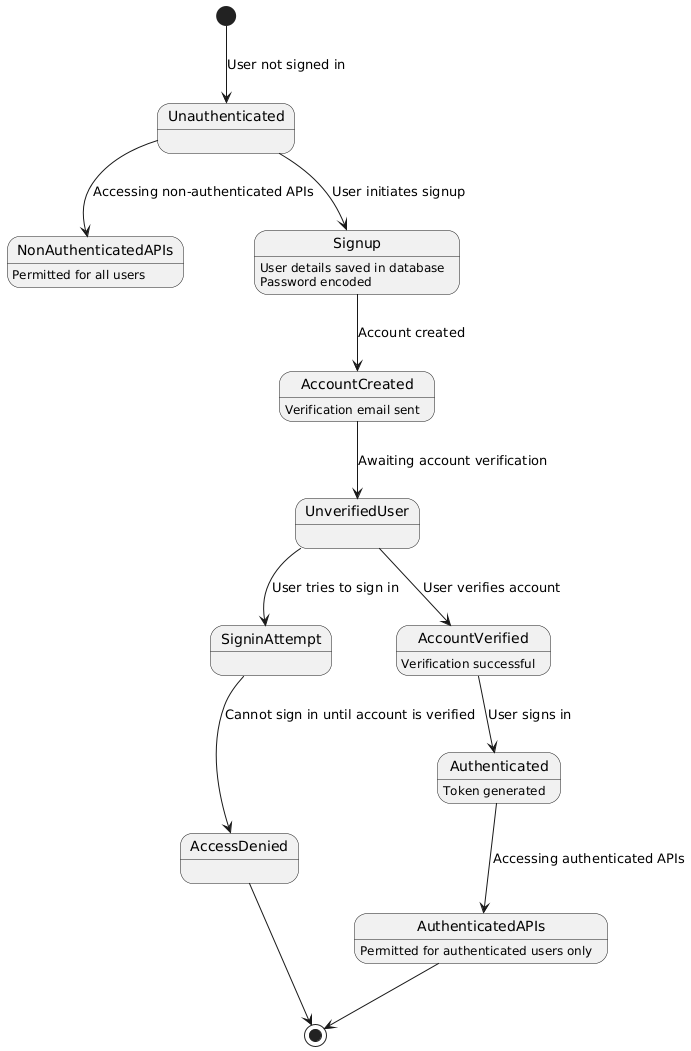 User not signed in
Unauthenticated
Accessing non-authenticated APIs
User initiates signup
NonAuthenticatedAPIs
Permitted for all users
Signup
User details saved in database
Password encoded
Account created
AccountCreated
Verification email sent
Awaiting account verification
UnverifiedUser
User tries to sign in
User verifies account
SigninAttempt
AccountVerified
Verification successful
Cannot sign in until account is verified
User signs in
Authenticated
Token generated
AccessDenied
Accessing authenticated APIs
AuthenticatedAPIs
Permitted for authenticated users only